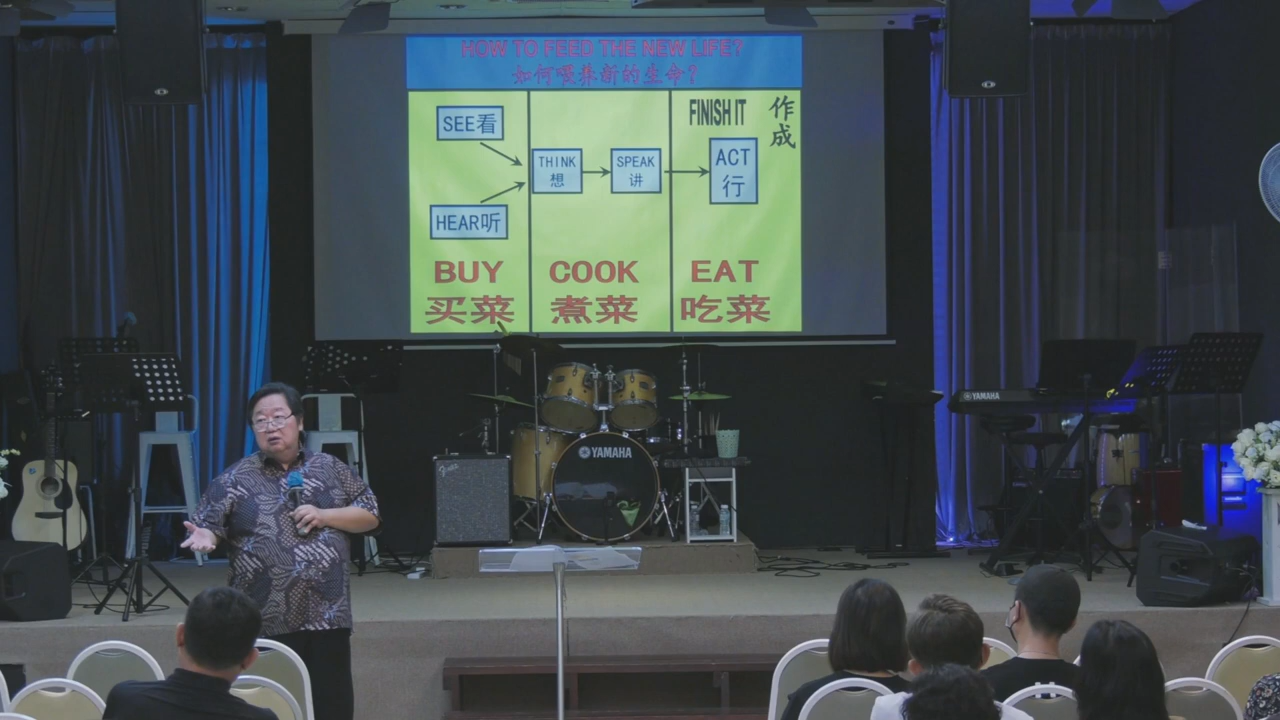 HOW TO FEED THE NEW LIFE?
如何喂养新的生命?
SEE看
HEAR听
THINK
想
SPEAK
讲
FINISH IT
作成
ACT
行
BUY
买菜
COOK
煮菜
EAT
吃菜
YAMAHA
YAMAHA
Fender